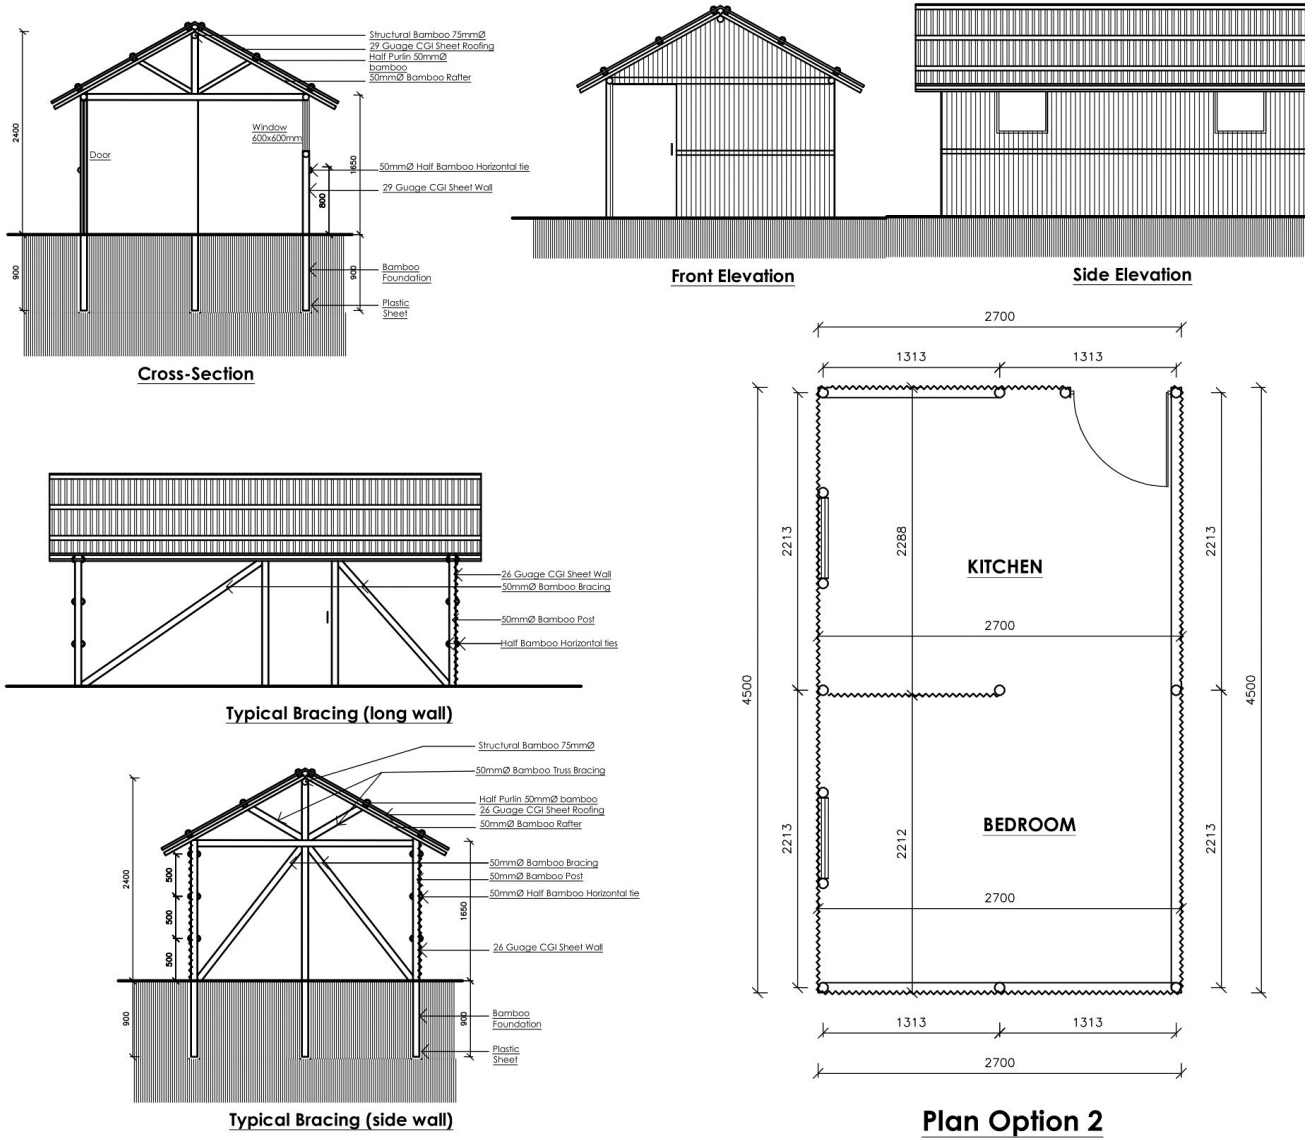 Structural Bamboo 75mmØ
29 Guage CGI Sheet Roofing
Half Purlin 50mmØ
bamboo
50mmØ Bamboo Rafter
2400
Window
600x600mm
Door
1650
50mmØ Half Bamboo Horizontal tie
29 Guage CGI Sheet Wall
800
900
900
Bamboo
Foundation
Plastic
Sheet
Cross-Section
Front Elevation
Side Elevation
26 Guage CGI Sheet Wall
50mmØ Bamboo Bracing
50mmØ Bamboo Post
Half Bamboo Horizontal ties
Typical Bracing (long wall)
Structural Bamboo 75mmØ
50mmØ Bamboo Truss Bracing
Half Purlin 50mmØ bamboo
26 Guage CGI Sheet Roofing
50mmØ Bamboo Rafter
2400
500
500
500
50mmØ Bamboo Bracing
50mmØ Bamboo Post
50mmØ Half Bamboo Horizontal tie
1650
26 Guage CGI Sheet Wall
900
900
Bamboo
Foundation
Plastic
Sheet
Typical Bracing (side wall)
2700
1313
1313
2213
2288
2213
KITCHEN
2700
4500
4500
BEDROOM
2213
2212
2213
2700
1313
1313
2700
Plan Option 2